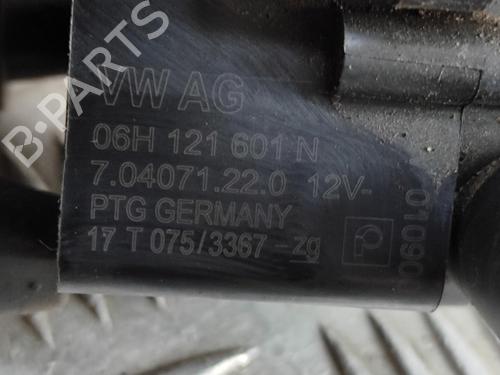 VW AG
06H 121 601 N
7.04071.22.0 12V-
PTG GERMANY
17 T 075/3367-zg
01090
B-PARTS